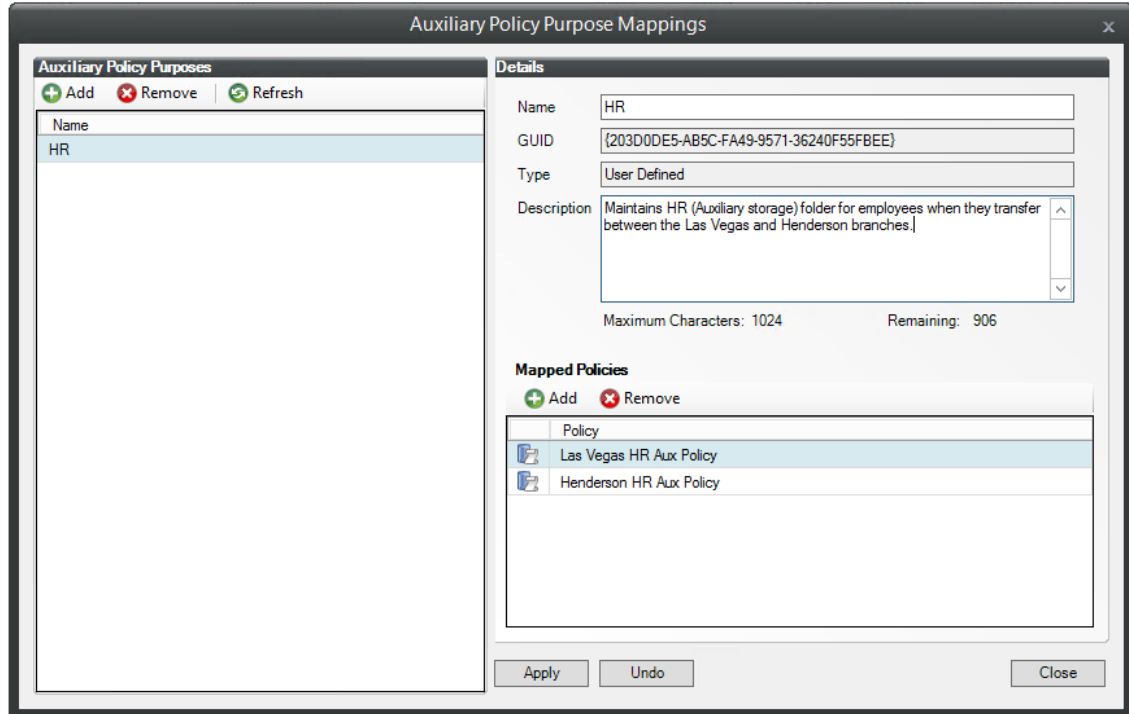 Auxiliary Policy Purpose Mappings
x
Auxiliary Policy Purposes
Add Remove Refresh
Name
HR
Details
Name HR
GUID {203D0DE5-AB5C-FA49-9571-36240F55FBEE}
Type User Defined
Description Maintains HR (Auxiliary storage) folder for employees when they transfer
between the Las Vegas and Henderson branches.
Maximum Characters: 1024 Remaining: 906
Mapped Policies
Add Remove
Policy
Las Vegas HR Aux Policy
Henderson HR Aux Policy
Apply Undo Close